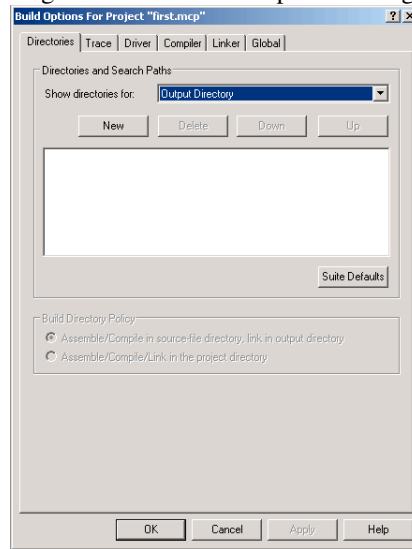 Build Options For Project "first.mcp"
Directories Trace Driver Compiler Linker Global
Directories and Search Paths
Show directories for: Output Directory
New Delete Down Up
Suite Defaults
Build Directory Policy
Assemble/Compile in source-file directory, link in output directory
Assemble/Compile/Link in the project directory
OK Cancel Apply Help